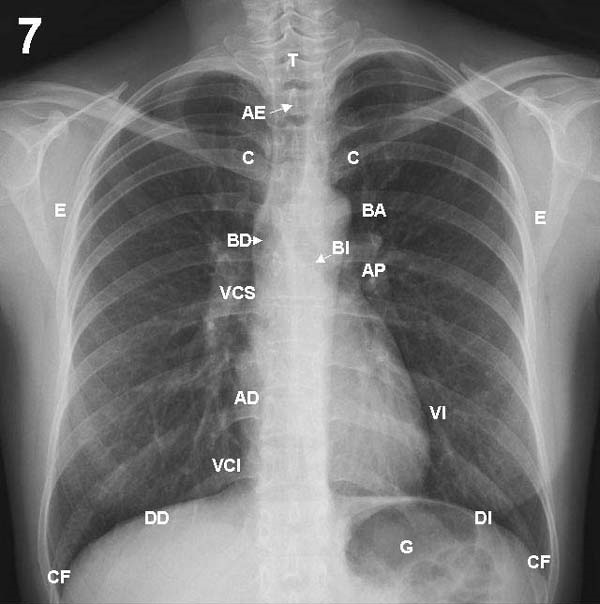 7
T
AE
C C
E BA E
BD BI
AP
VCS
AD
VI
VCI
DD DI
G
CF
CF